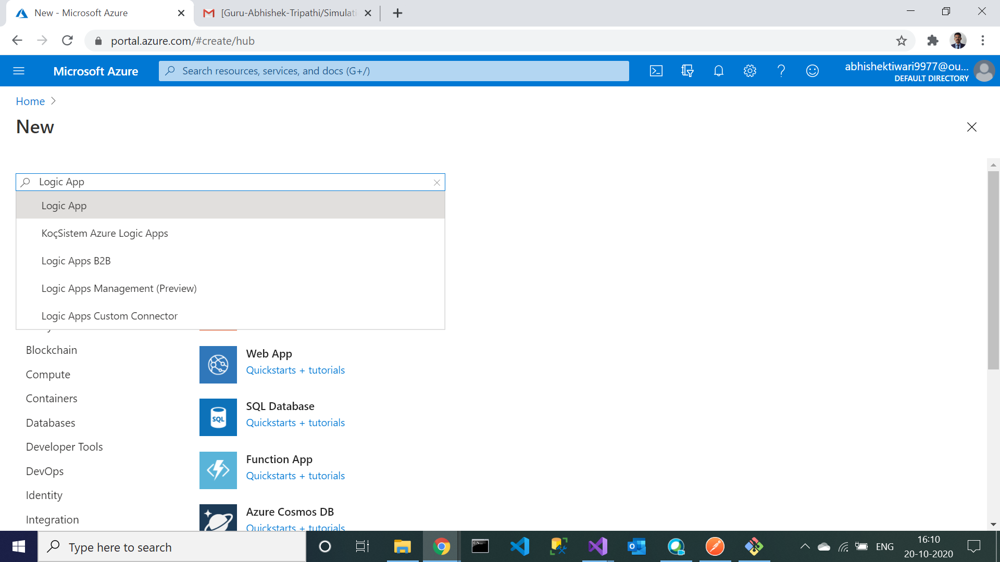 New - Microsoft Azure
[Guru-Abhishek-Tripathi/Simulati
portal.azure.com/#create/hub
Microsoft Azure
Search resources, services, and docs (G+/)
abhishektiwari9977@ou...
DEFAULT DIRECTORY
Home
New
Logic App
Logic App
KoçSistem Azure Logic Apps
Logic Apps B2B
Logic Apps Management (Preview)
Logic Apps Custom Connector
Blockchain
Compute
Containers
Databases
Developer Tools
DevOps
Identity
Integration
Web App
Quickstarts + tutorials
SQL
SQL Database
Quickstarts + tutorials
Function App
Quickstarts + tutorials
Azure Cosmos DB
Quickstarts + tutorials
Type here to search
ENG
16:10
20-10-2020